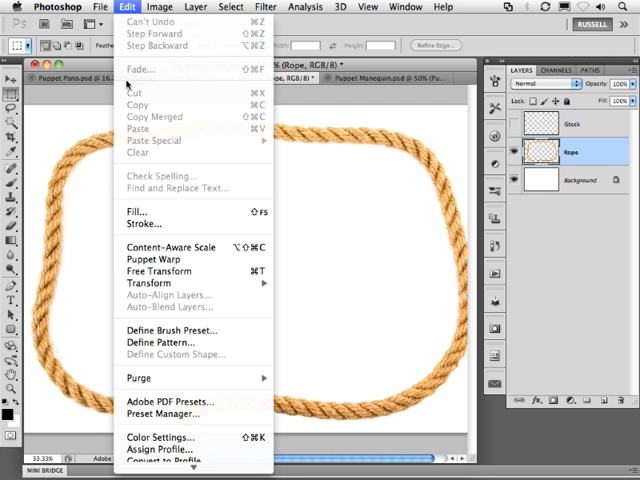 Photoshop File Edit Image Layer Select Filter Analysis 3D View
RUSSELL
Can't Undo ⌘Z
Step Forward ⇧⌘Z
Step Backward ⌥⌘Z
Fade... ⇧⌘F
Cut ⌘X
Copy ⌘C
Copy Merged ⇧⌘C
Paste ⌘V
Paste Special
Clear
Check Spelling...
Find and Replace Text...
Fill... ⇧F5
Stroke...
Content-Aware Scale ⌥⇧⌘C
Puppet Warp
Free Transform ⌘T
Transform
Auto-Align Layers...
Auto-Blend Layers...
Define Brush Preset...
Define Pattern...
Define Custom Shape...
Purge
Adobe PDF Presets...
Preset Manager...
Color Settings... ⇧⌘K
Assign Profile...
Convert to Profile
Width: Height: Refine Edge...
% (Rope, RGB/8) *
Puppet Pano.psd @ 16.
pe, RGB/8) *
Puppet Manequin.psd @ 50% (Pu...
33.33%
MINI BRIDGE
LAYERS CHANNELS PATHS
Normal Opacity: 100%
Lock: Fill: 100%
iStock
Rope
Background